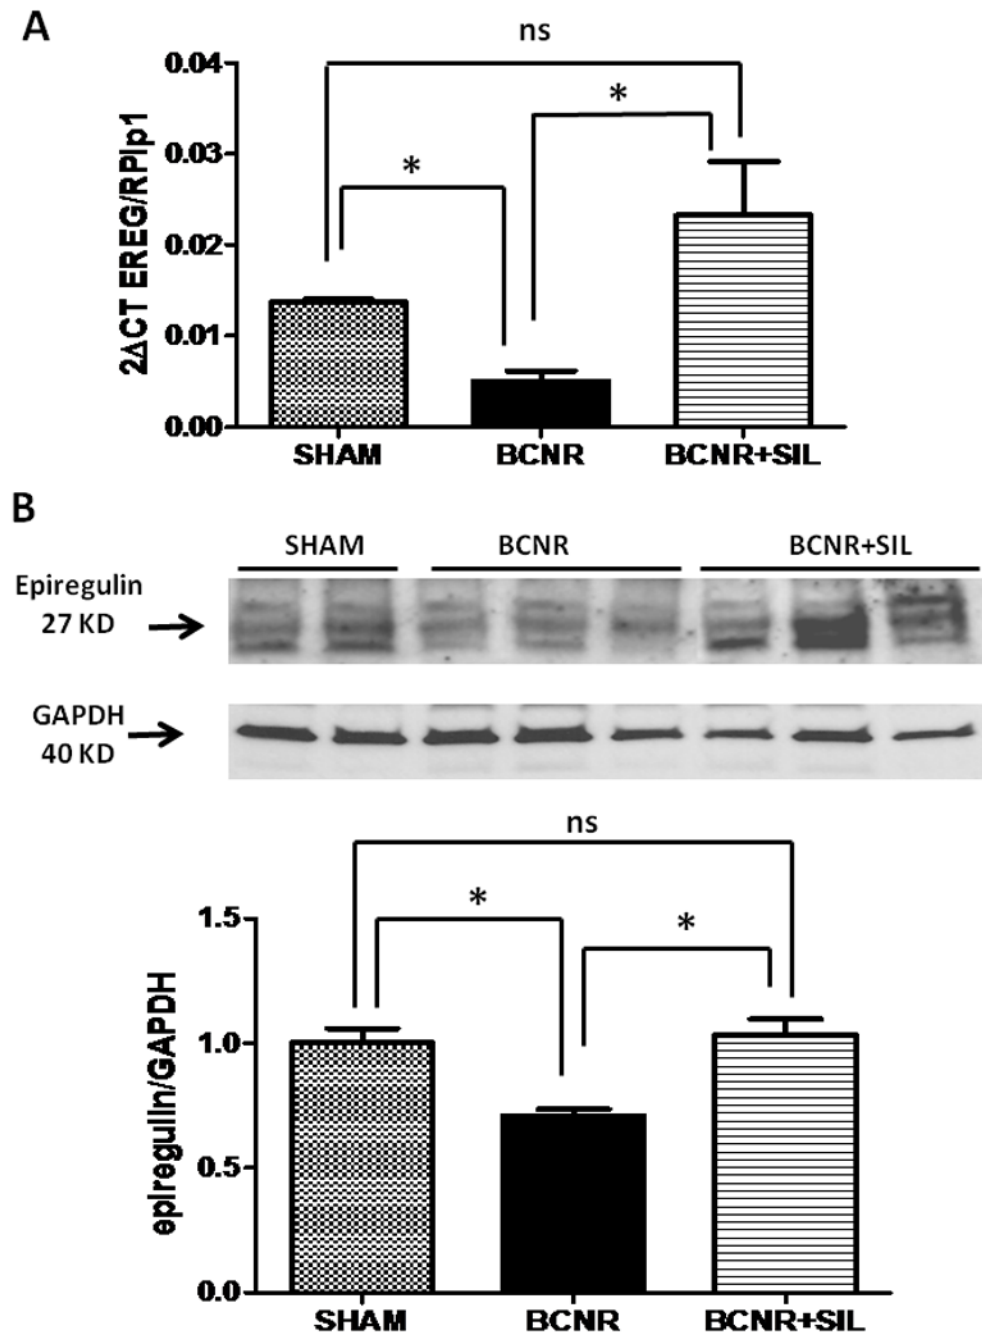 A
ns
*
*
0.04
0.03
0.02
0.01
0.00
2ΔCT EREG/RPlp1
SHAM BCNR BCNR+SIL
B
SHAM BCNR BCNR+SIL
Epiregulin
27 KD
GAPDH
40 KD
ns
*
*
1.5
1.0
0.5
0.0
epiregulin/GAPDH
SHAM BCNR BCNR+SIL